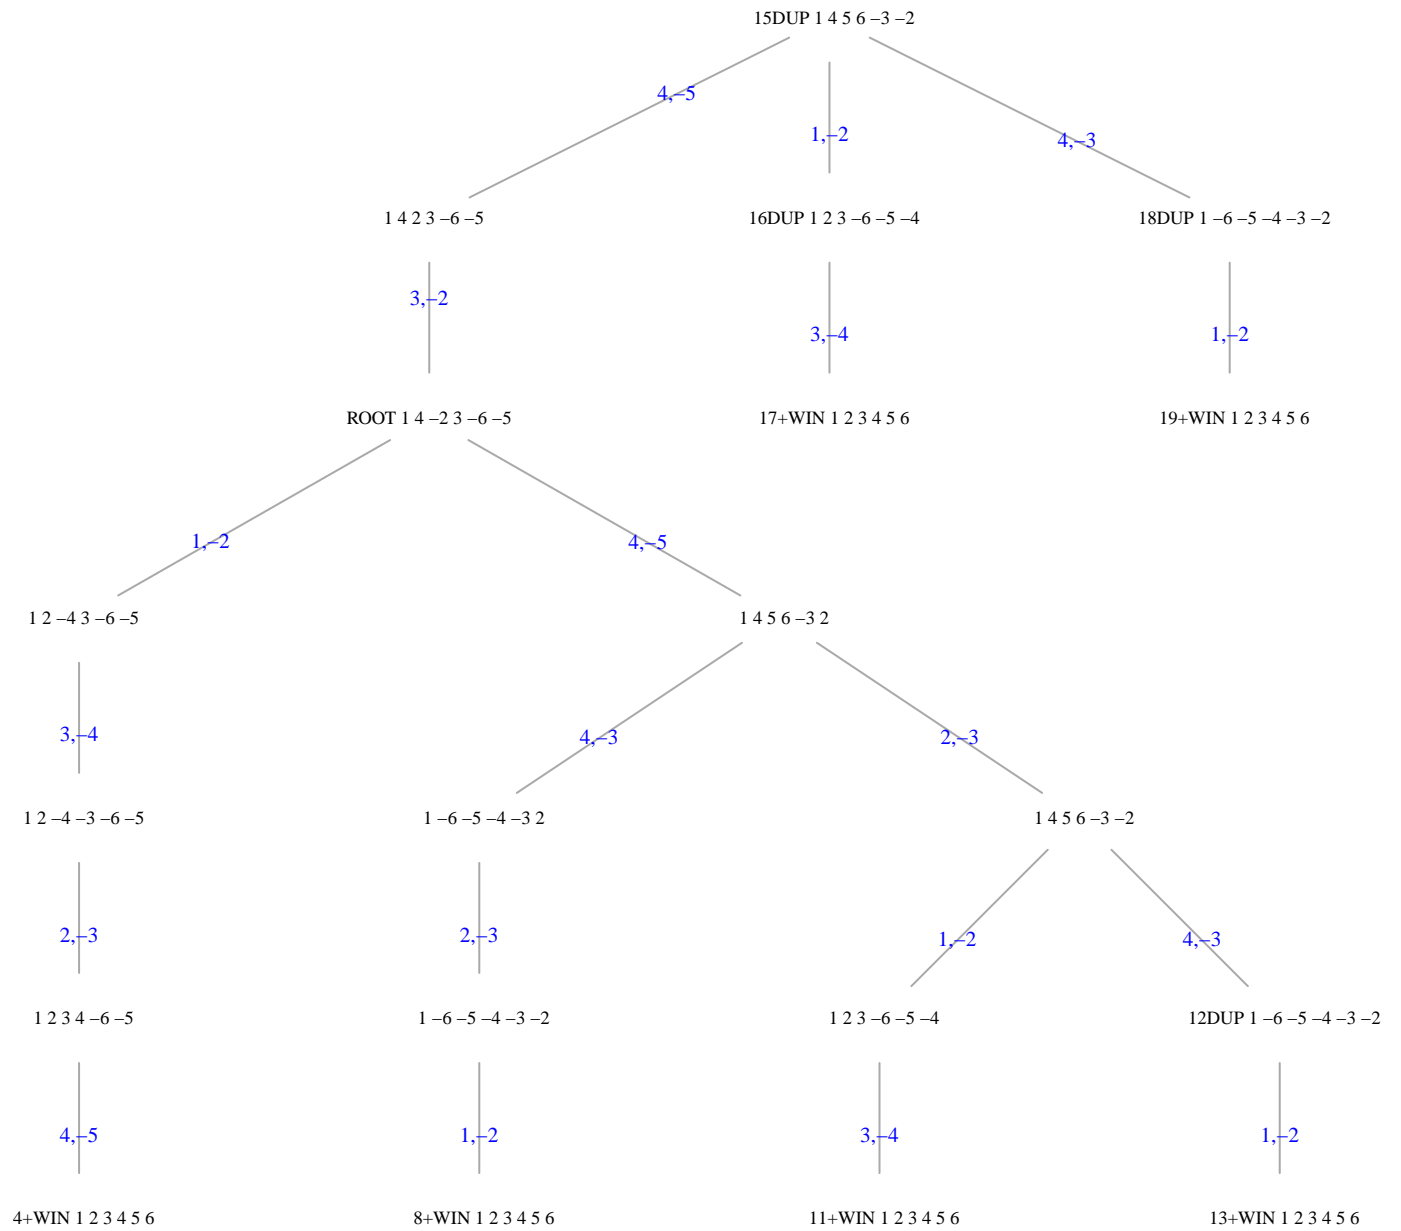 15DUP 1 4 5 6 –3 –2
4,–5
1,–2
4,–3
1 4 2 3 –6 –5
16DUP 1 2 3 –6 –5 –4
18DUP 1 –6 –5 –4 –3 –2
3,–2
3,–4
1,–2
ROOT 1 4 –2 3 –6 –5
17+WIN 1 2 3 4 5 6
19+WIN 1 2 3 4 5 6
1,–2
4,–5
1 2 –4 3 –6 –5
1 4 5 6 –3 2
3,–4
4,–3
2,–3
1 2 –4 –3 –6 –5
1 –6 –5 –4 –3 2
1 4 5 6 –3 –2
2,–3
2,–3
1,–2
4,–3
1 2 3 4 –6 –5
1 –6 –5 –4 –3 –2
1 2 3 –6 –5 –4
12DUP 1 –6 –5 –4 –3 –2
4,–5
1,–2
3,–4
1,–2
4+WIN 1 2 3 4 5 6
8+WIN 1 2 3 4 5 6
11+WIN 1 2 3 4 5 6
13+WIN 1 2 3 4 5 6